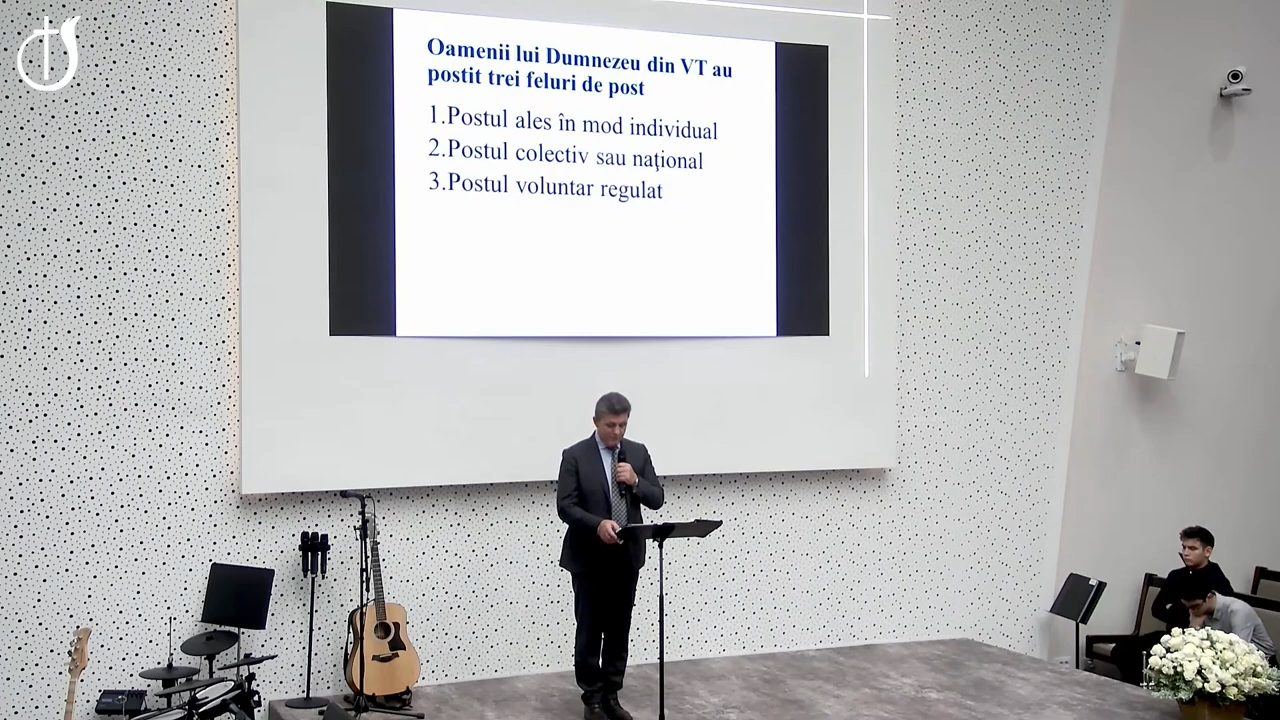 Oamenii lui Dumnezeu din VT au
postit trei feluri de post
1.Postul ales în mod individual
2.Postul colectiv sau naţional
3.Postul voluntar regulat